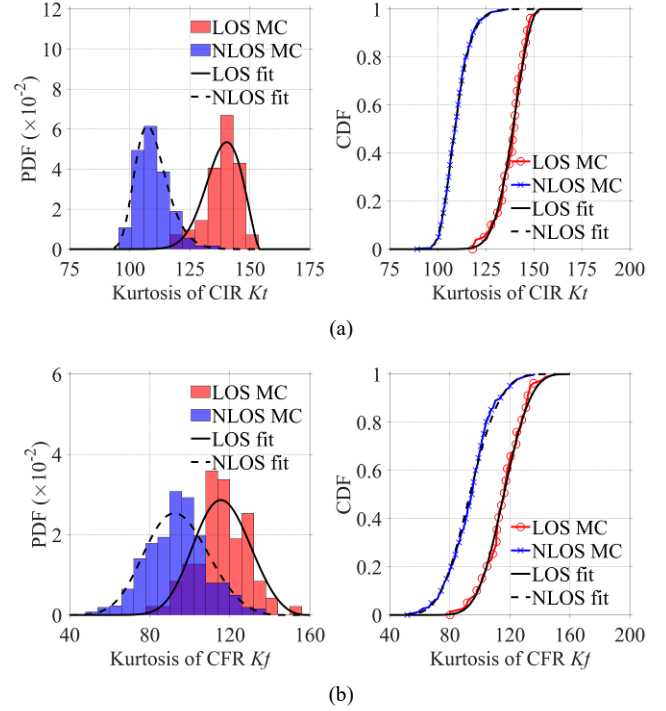 12
10
8
6
4
2
0
PDF (×10⁻²)
LOS MC
NLOS MC
LOS fit
NLOS fit
75 100 125 150 175
Kurtosis of CIR Kt
1
0.8
0.6
0.4
0.2
0
CDF
LOS MC
NLOS MC
LOS fit
NLOS fit
75 100 125 150 175 200
Kurtosis of CIR Kt
(a)
6
4
2
0
PDF (×10⁻²)
LOS MC
NLOS MC
LOS fit
NLOS fit
40 80 120 160
Kurtosis of CFR Kf
1
0.8
0.6
0.4
0.2
0
CDF
LOS MC
NLOS MC
LOS fit
NLOS fit
40 80 120 160 200
Kurtosis of CFR Kf
(b)